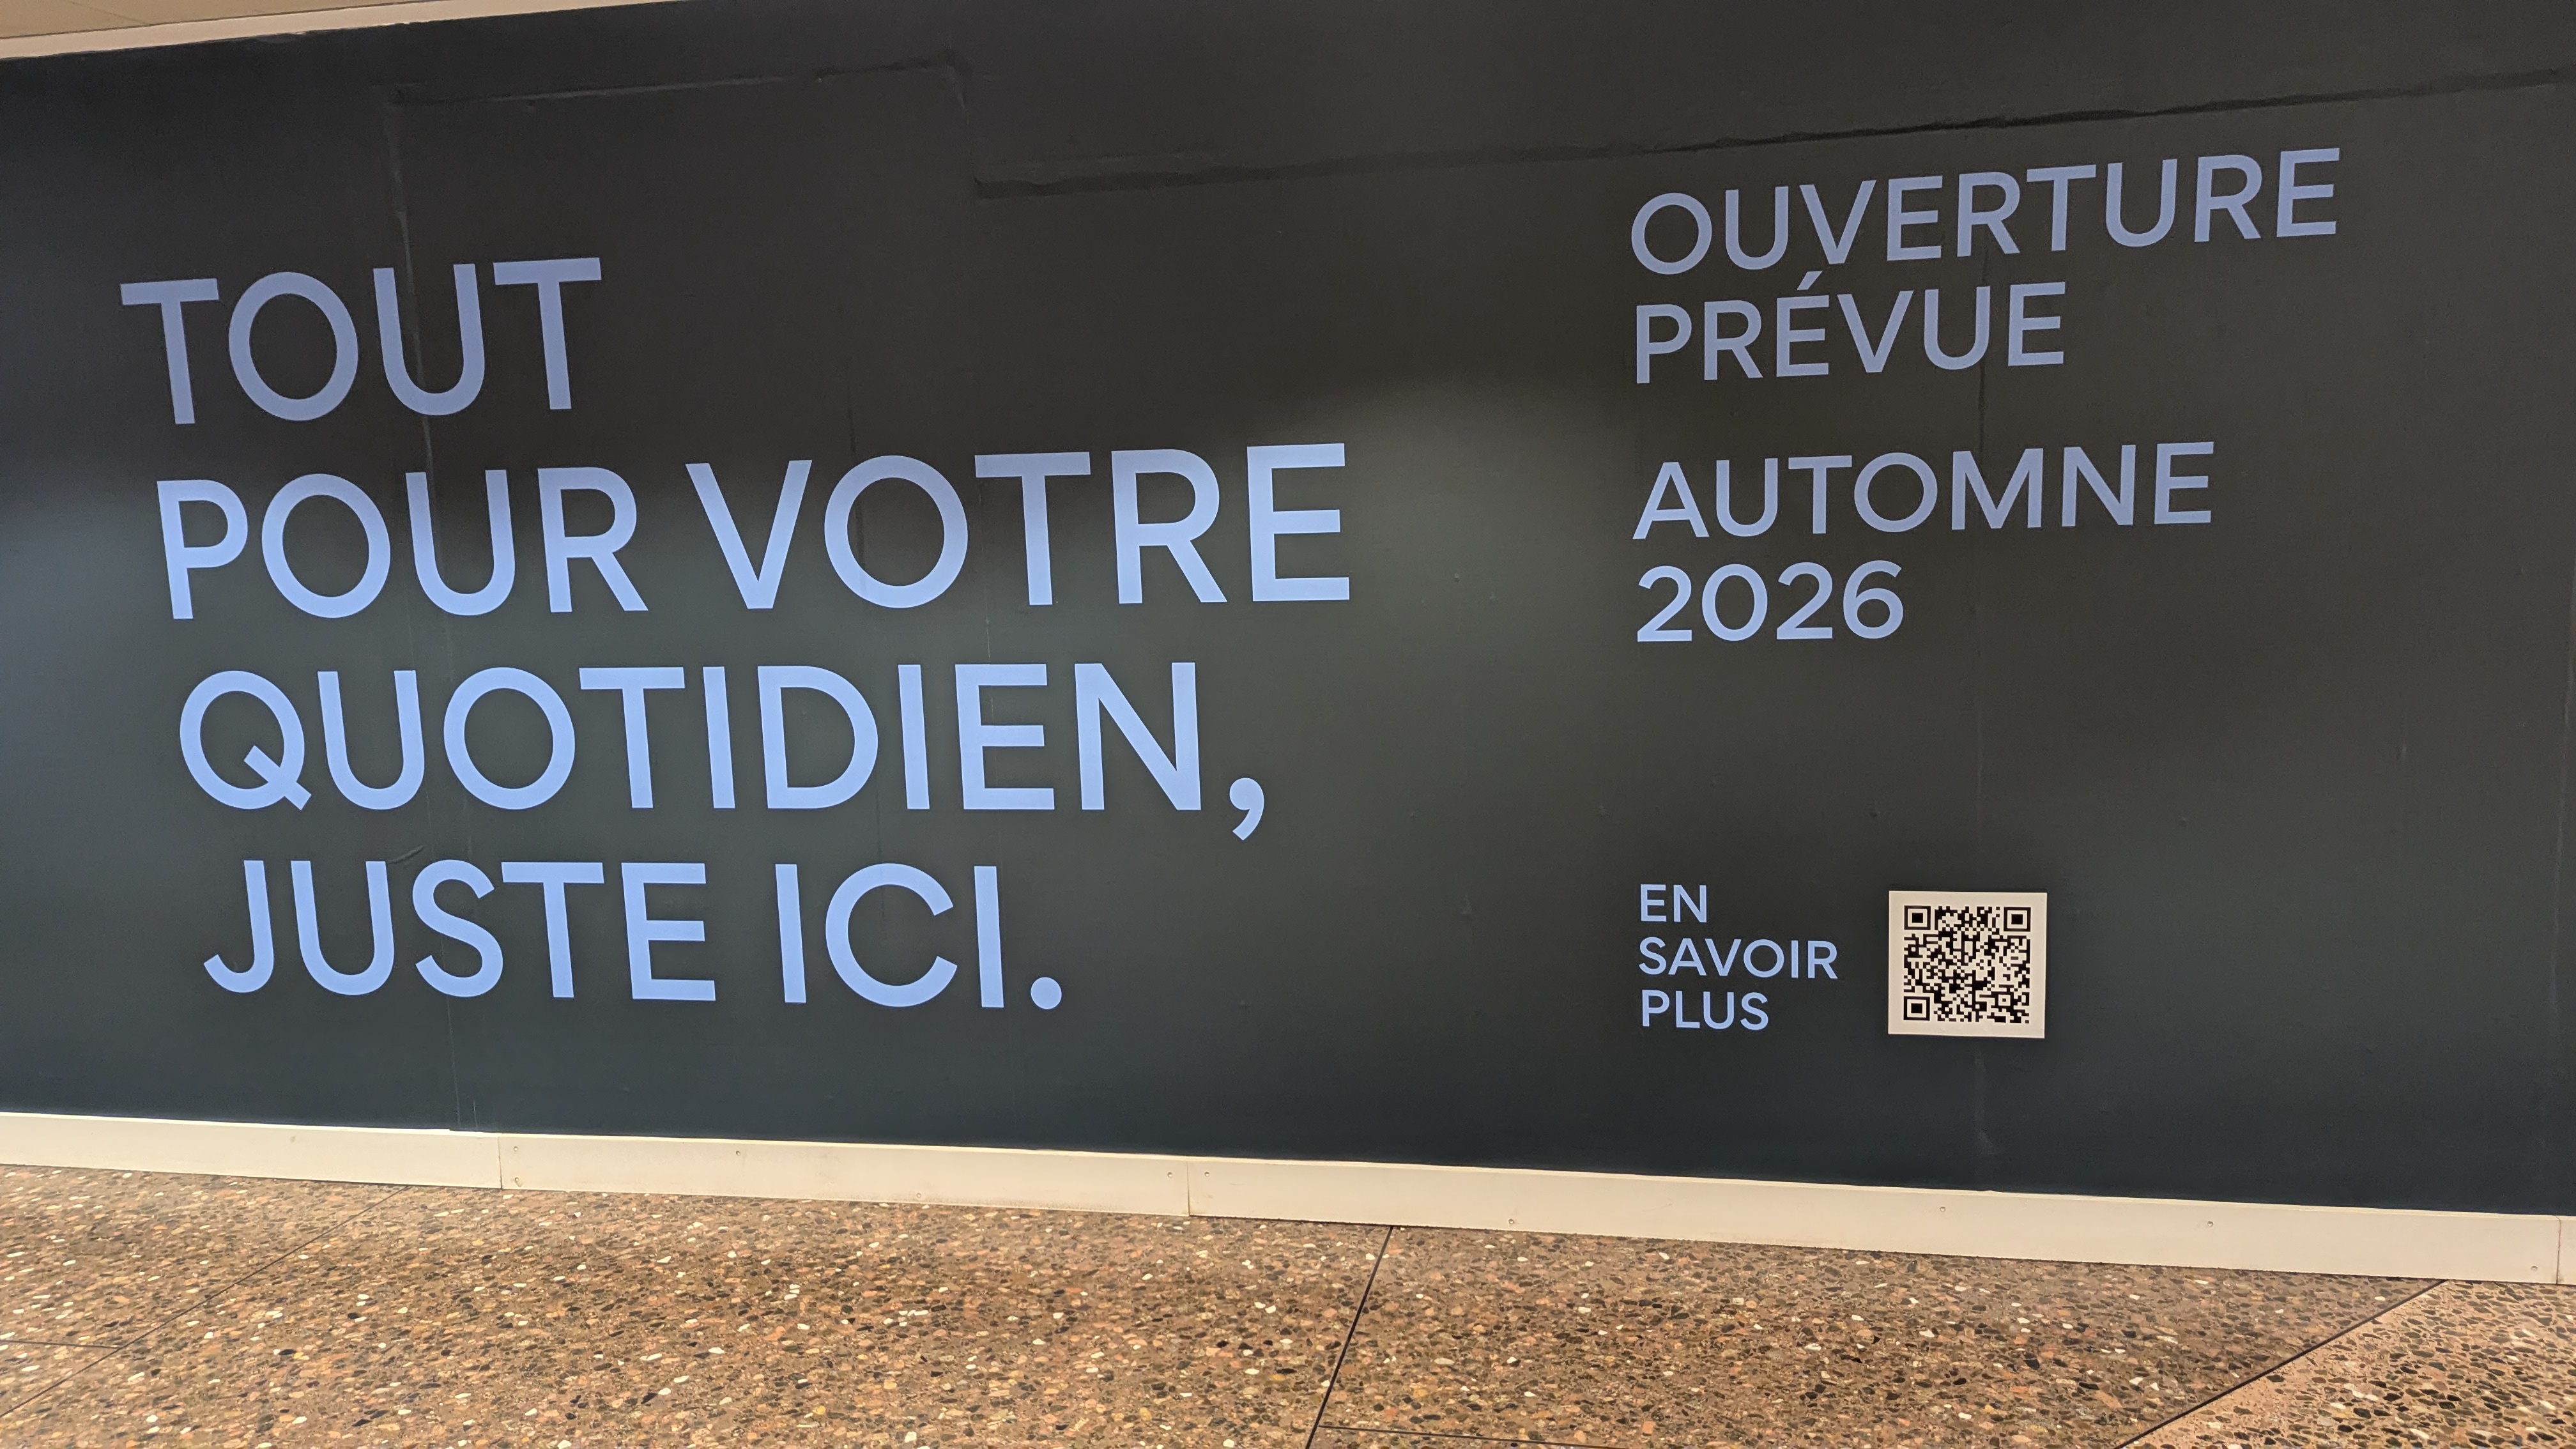 TOUT
POUR VOTRE
QUOTIDIEN,
JUSTE ICI.
OUVERTURE
PRÉVUE
AUTOMNE
2026
EN
SAVOIR
PLUS